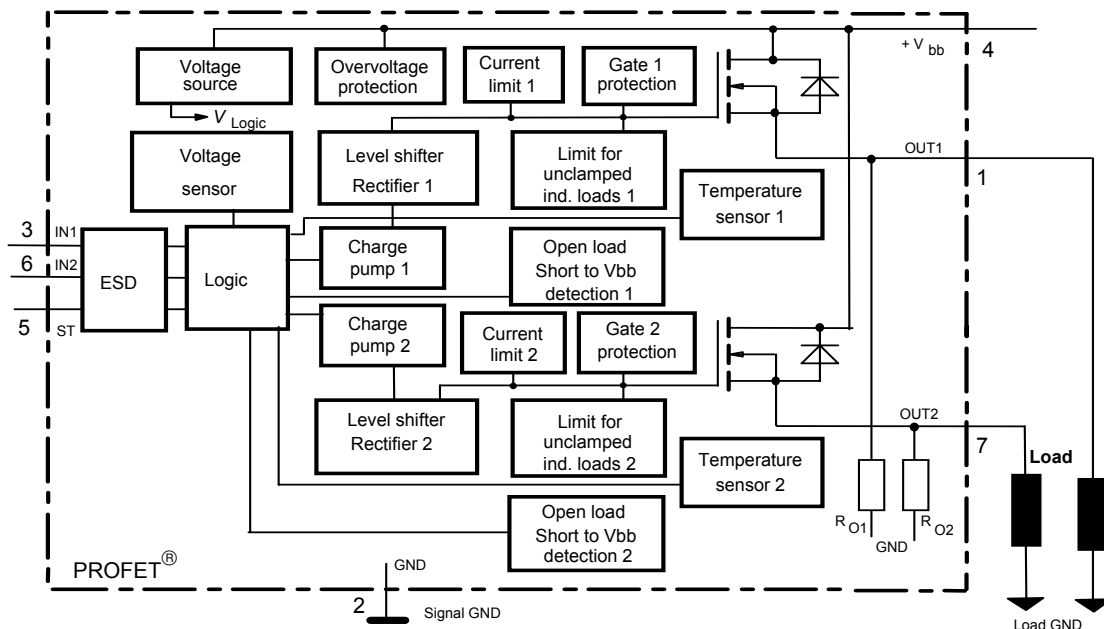 + V bb
4
Voltage
source
Overvoltage
protection
Current
limit 1
Gate 1
protection
V Logic
Voltage
sensor
Level shifter
Rectifier 1
Limit for
unclamped
ind. loads 1
OUT1
1
Temperature
sensor 1
3
IN1
6
IN2
5
ST
ESD
Logic
Charge
pump 1
Open load
Short to Vbb
detection 1
Charge
pump 2
Current
limit 2
Gate 2
protection
Level shifter
Rectifier 2
Limit for
unclamped
ind. loads 2
OUT2
7
Load
Temperature
sensor 2
R O1
GND
R O2
Open load
Short to Vbb
detection 2
PROFET®
GND
2
Signal GND
Load GND